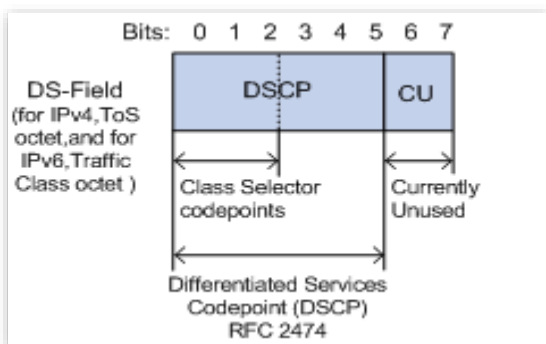 Bits: 0 1 2 3 4 5 6 7
DS-Field
(for IPv4,ToS
octet,and for
IPv6,Traffic
Class octet )
DSCP
CU
Class Selector
codepoints
Currently
Unused
Differentiated Services
Codepoint (DSCP)
RFC 2474